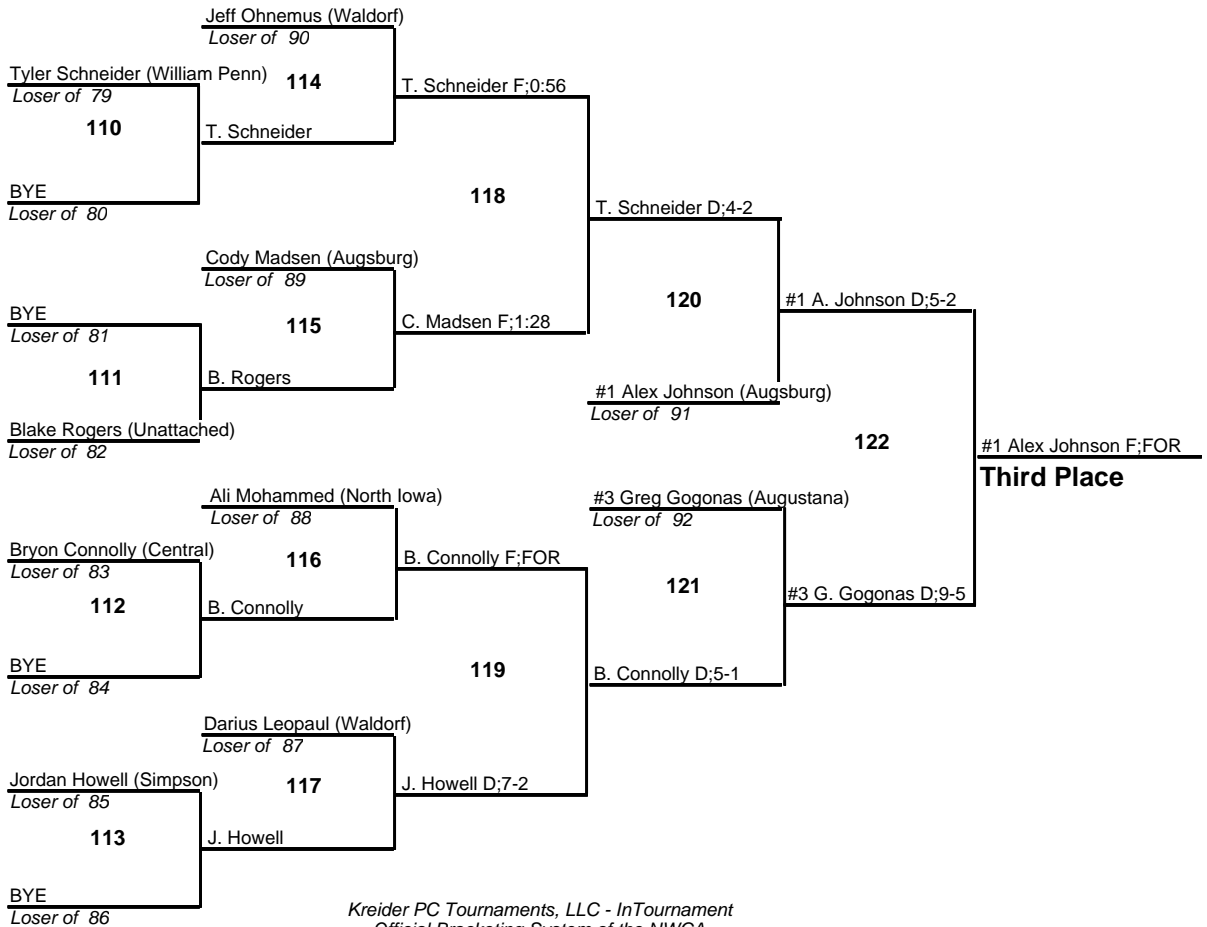 Jeff Ohnemus (Waldorf)
Loser of 90
Tyler Schneider (William Penn)
Loser of 79
114
T. Schneider F;0:56
110
T. Schneider
BYE
Loser of 80
118
T. Schneider D;4-2
Cody Madsen (Augsburg)
Loser of 89
BYE
Loser of 81
115
C. Madsen F;1:28
120
#1 A. Johnson D;5-2
111
B. Rogers
#1 Alex Johnson (Augsburg)
Loser of 91
Blake Rogers (Unattached)
Loser of 82
122
#1 Alex Johnson F;FOR
Third Place
Ali Mohammed (North Iowa)
Loser of 88
#3 Greg Gogonas (Augustana)
Loser of 92
Bryon Connolly (Central)
Loser of 83
116
B. Connolly F;FOR
121
#3 G. Gogonas D;9-5
112
B. Connolly
BYE
Loser of 84
119
B. Connolly D;5-1
Darius Leopaul (Waldorf)
Loser of 87
Jordan Howell (Simpson)
Loser of 85
117
J. Howell D;7-2
113
J. Howell
BYE
Loser of 86
Kreider PC Tournaments, LLC - InTournament
Official Bracketing System of the NWCA